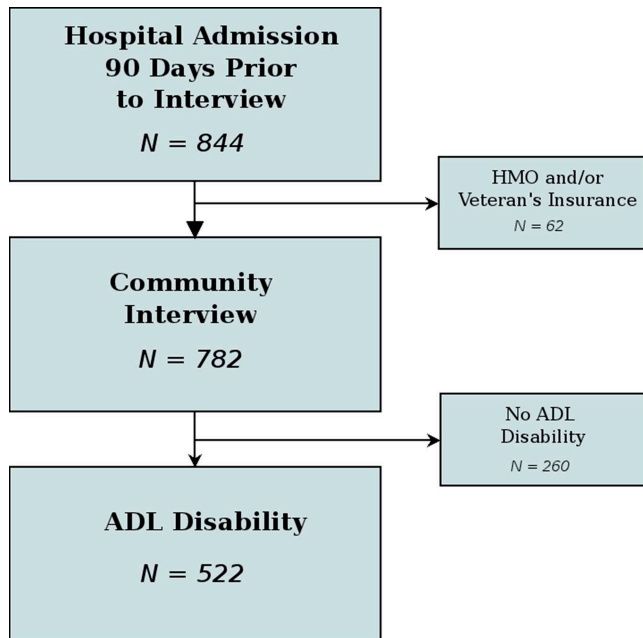 Hospital Admission
90 Days Prior
to Interview
N = 844
HMO and/or
Veteran's Insurance
N = 62
Community
Interview
N = 782
No ADL
Disability
N = 260
ADL Disability
N = 522